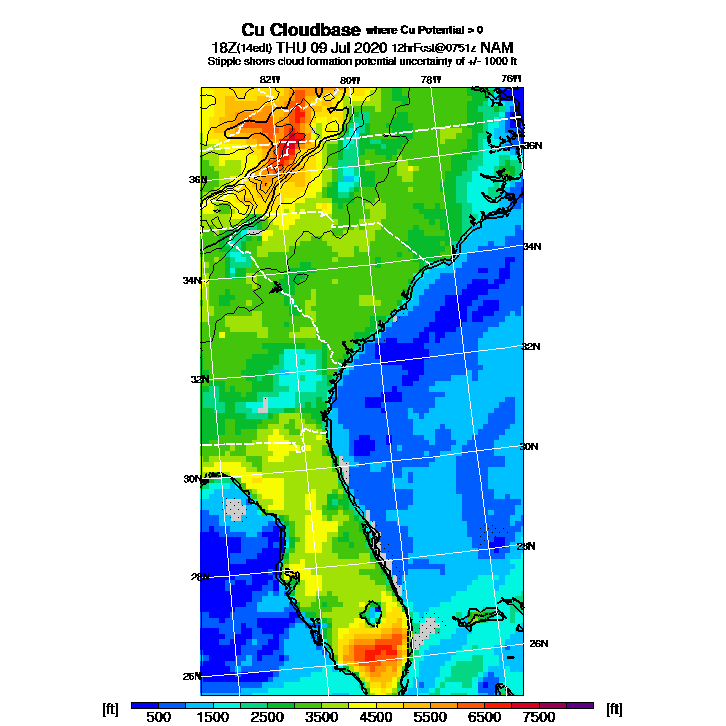 Cu Cloudbase where Cu Potential > 0
18Z(14edt) THU 09 Jul 2020 12hrFcst@0751z NAM
Stipple shows cloud formation potential uncertainty of +/- 1000 ft
82W 80W 78W 76W
36N
36N
34N
34N
32N
32N
30N
30N
28N
28N
26N
26N
[ft] 500 1500 2500 3500 4500 5500 6500 7500 [ft]